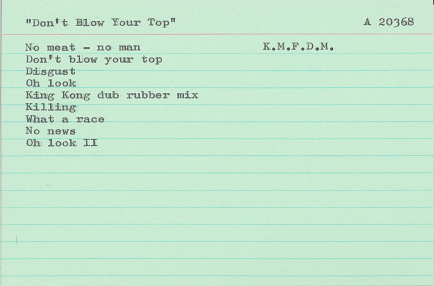 "Don't Blow Your Top" A 20368
No meat - no man K.M.F.D.M.
Don't blow your top
Disgust
Oh look
King Kong dub rubber mix
Killing
What a race
No news
Oh look II